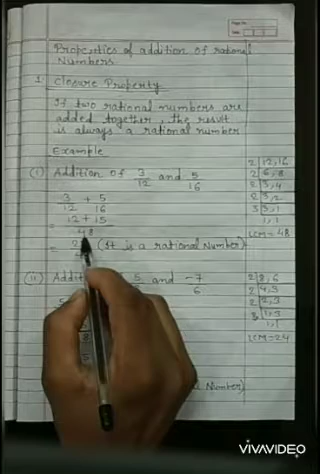 Page No.
Date
Properties of addition of rational
Numbers
1. Closure Property
If two rational numbers are
added together, the result
is always a rational number
Example
(i) Addition of 3/12 and 5/16
3/12 + 5/16
= 12+15/48
= (It is a rational Number)
2|12,16
2|6,8
2|3,4
2|3,2
3|3,1
1,1
LCM = 48
(ii) 5 and -7/6
2|8,6
2|4,3
2|2,3
3|1,3
1,1
LCM = 24
Number)
VIVAVIDEO